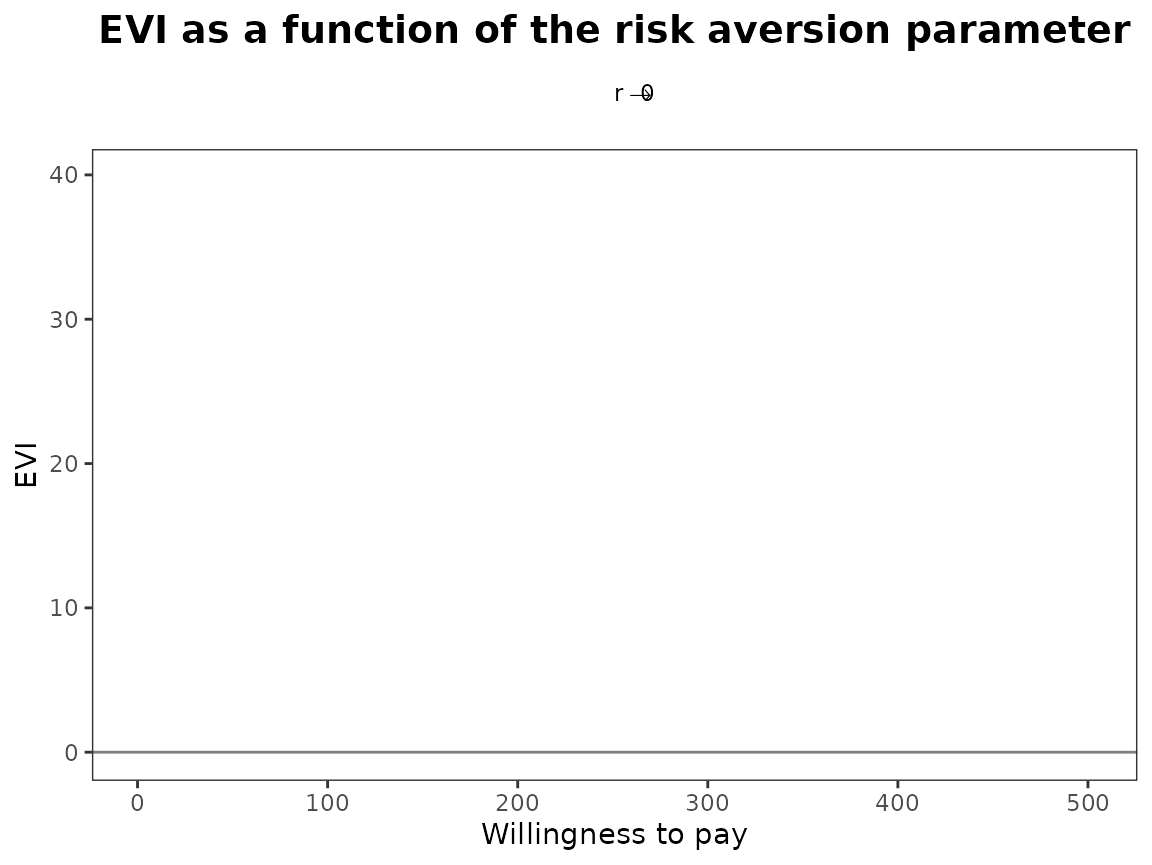 EVI as a function of the risk aversion parameter
r → 0
40
30
20
10
0
EVI
0 100 200 300 400 500
Willingness to pay